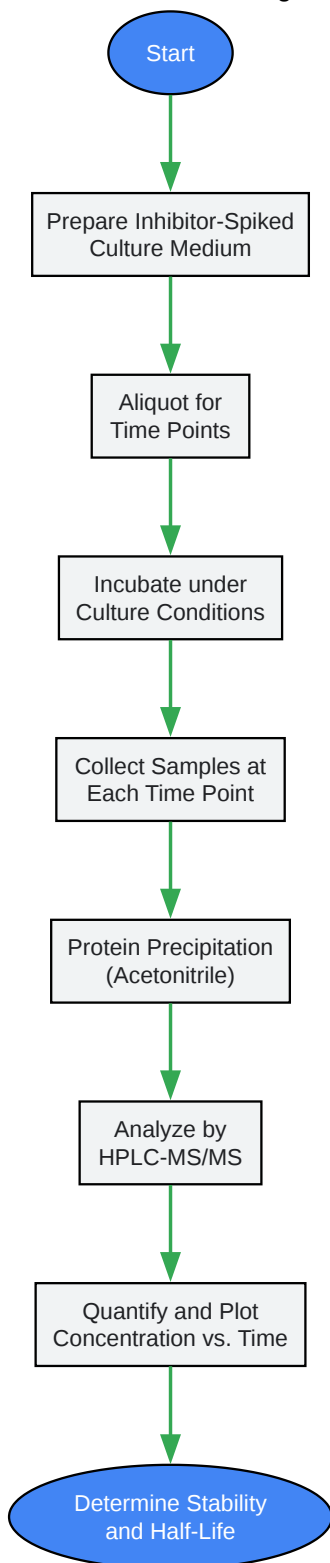 Start
Prepare Inhibitor-Spiked
Culture Medium
Aliquot for
Time Points
Incubate under
Culture Conditions
Collect Samples at
Each Time Point
Protein Precipitation
(Acetonitrile)
Analyze by
HPLC-MS/MS
Quantify and Plot
Concentration vs. Time
Determine Stability
and Half-Life